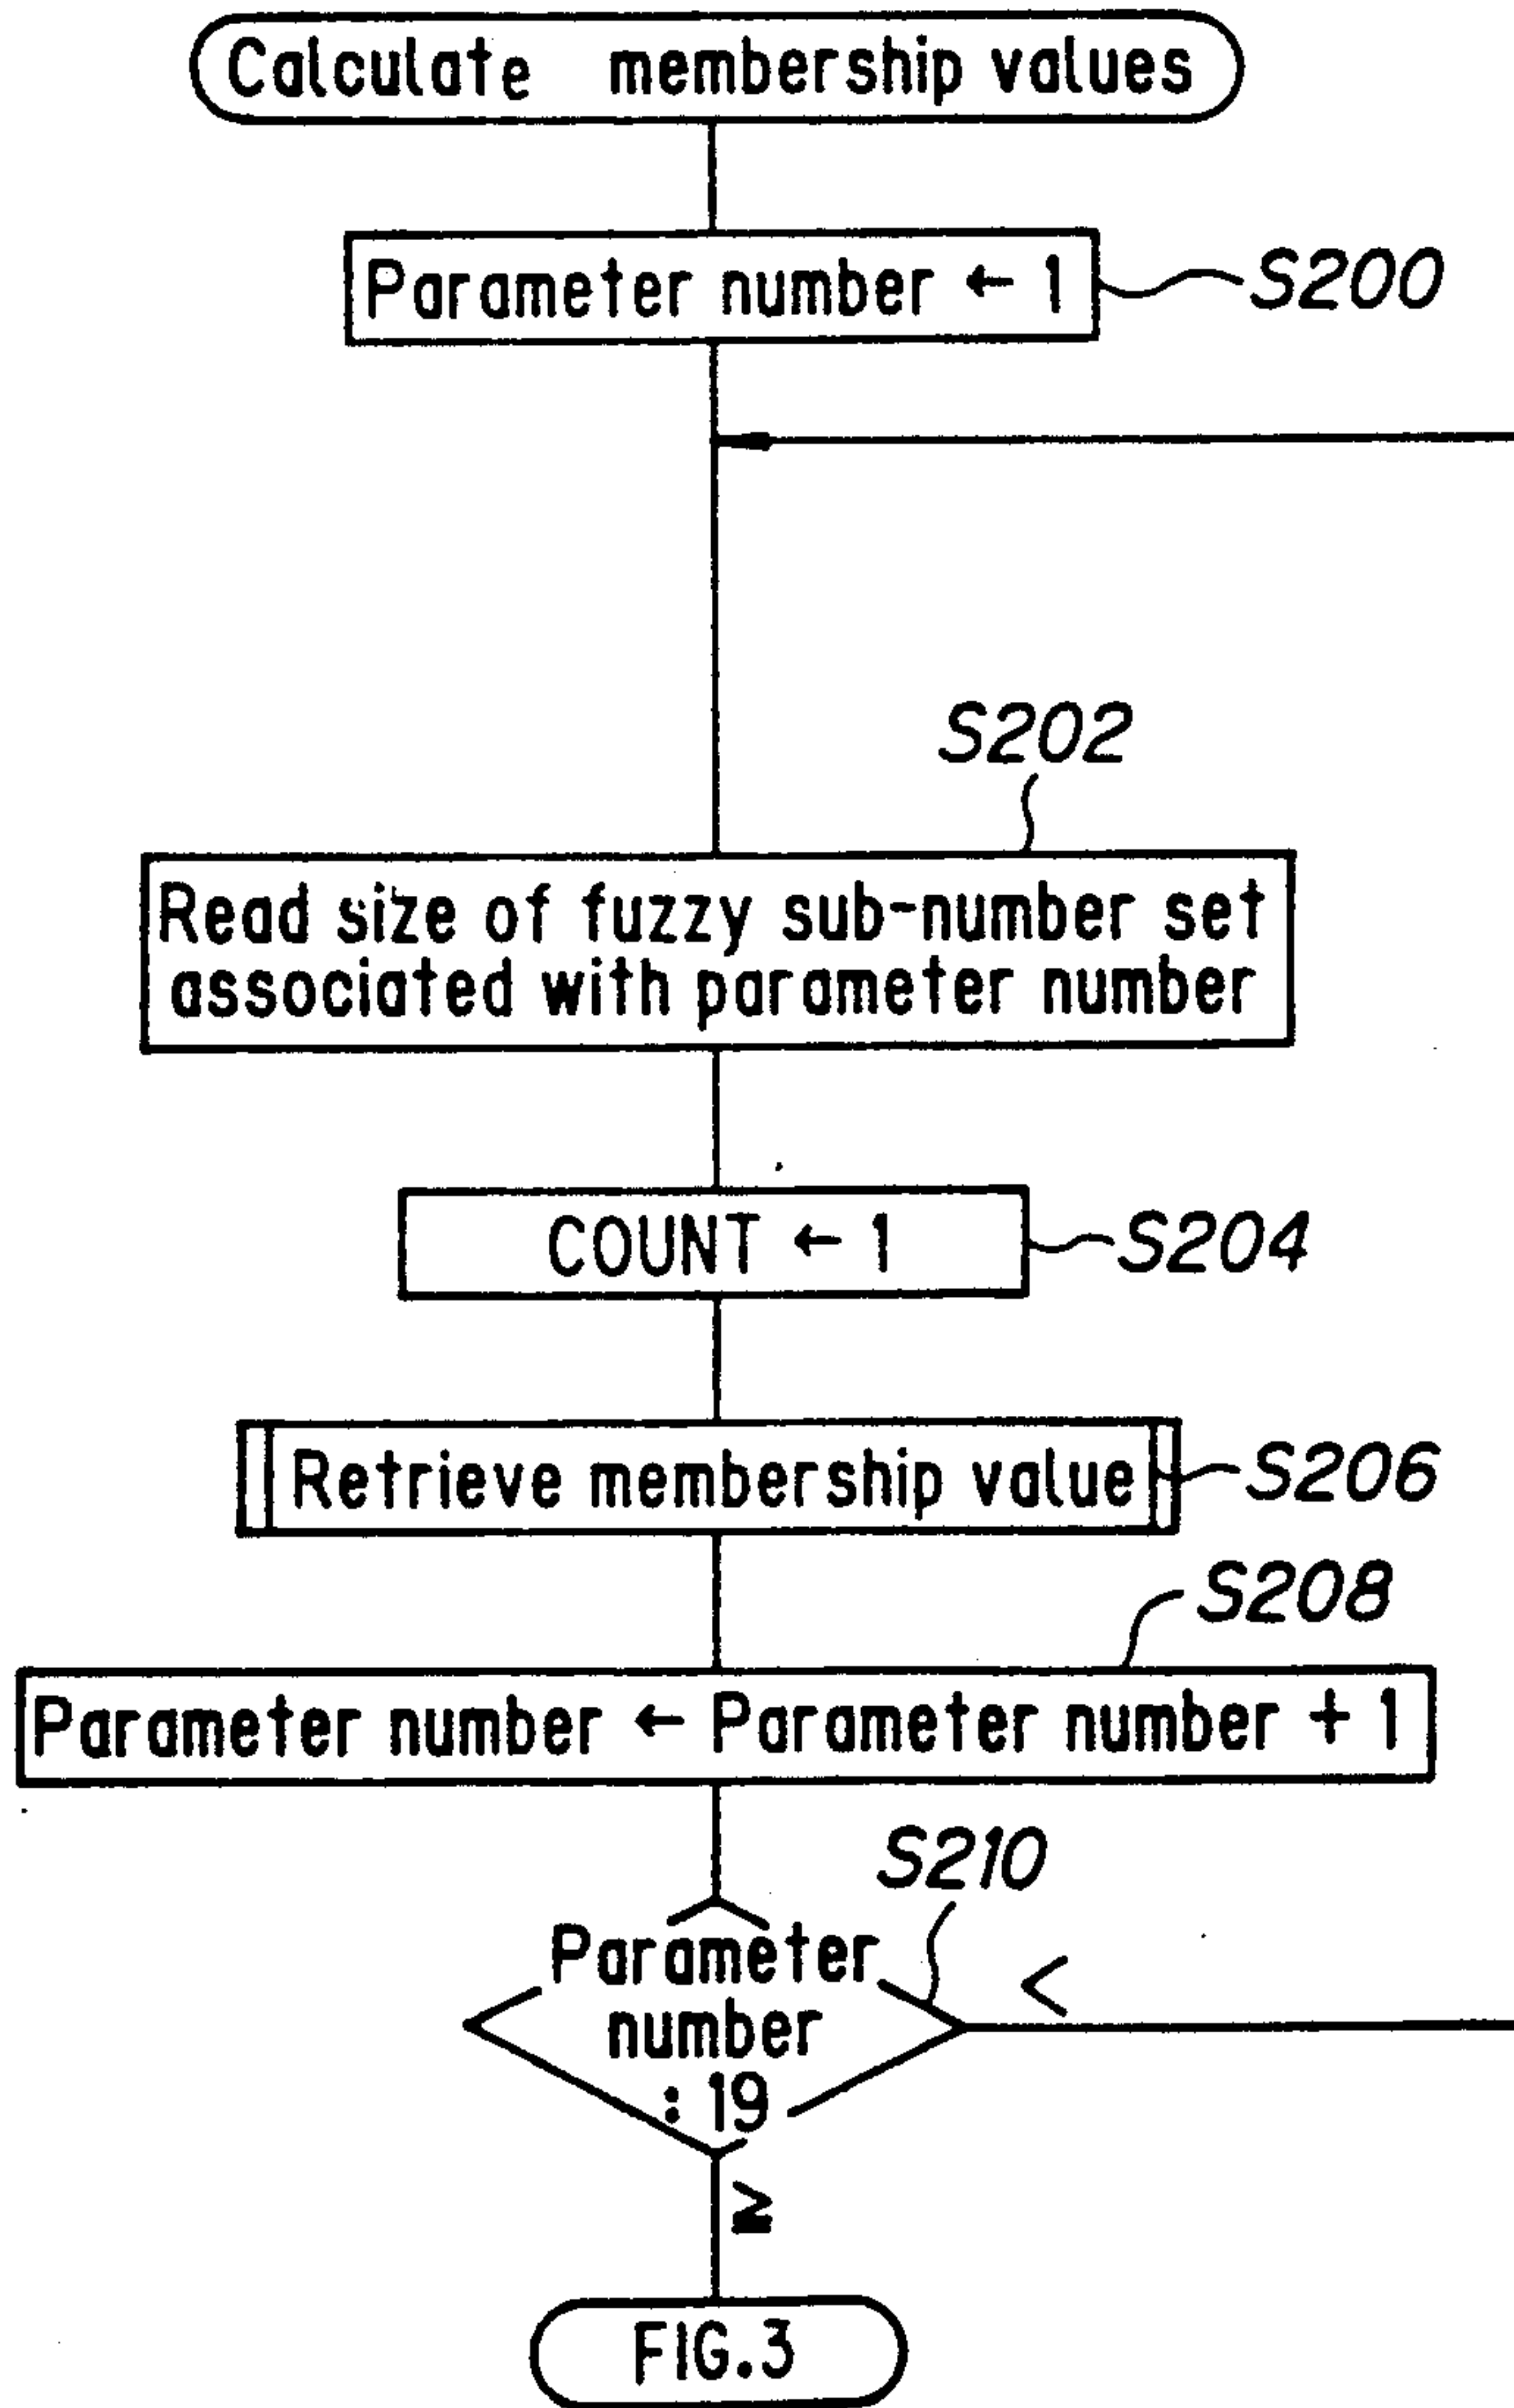 Calculate membership values
Parameter number ← 1
S200
S202
Read size of fuzzy sub-number set
associated with parameter number
COUNT ← 1
S204
Retrieve membership value
S206
S208
Parameter number ← Parameter number + 1
S210
Parameter
number
: 19
<
≥
FIG.3